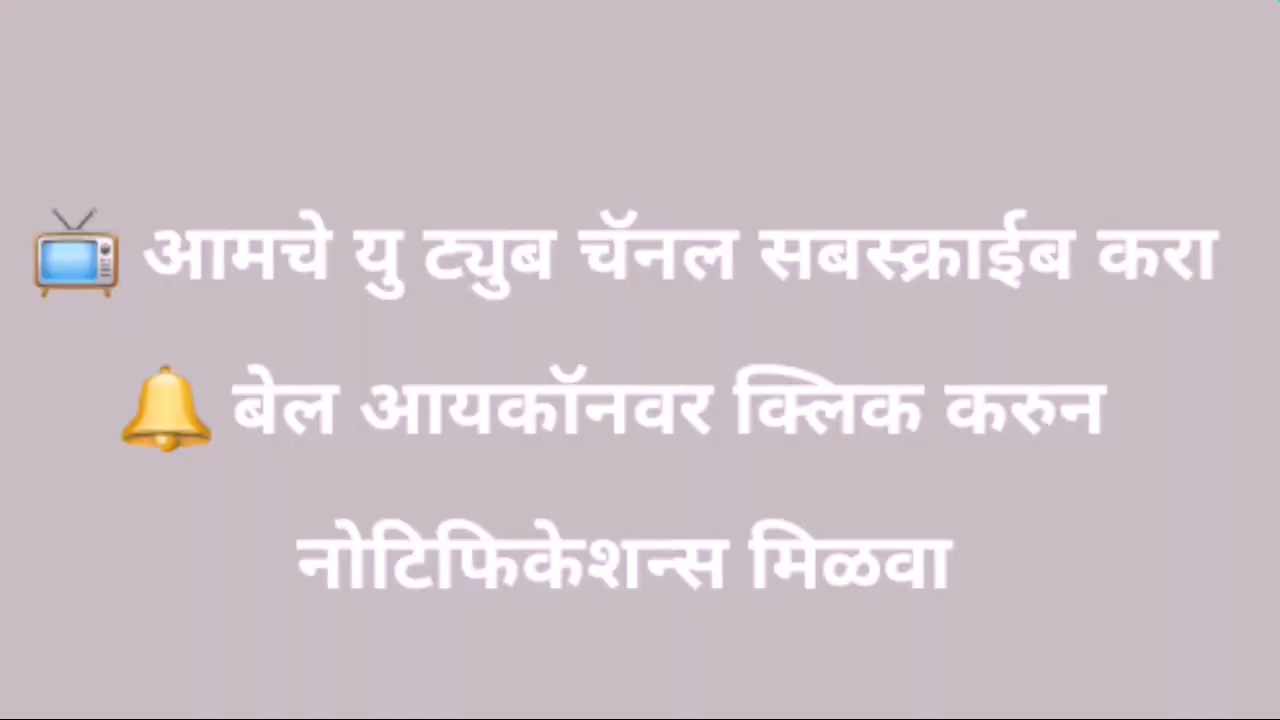 📺 आमचे यु ट्युब चॅनल सबस्क्राईब करा
🔔 बेल आयकॉनवर क्लिक करुन
नोटिफिकेशन्स मिळवा